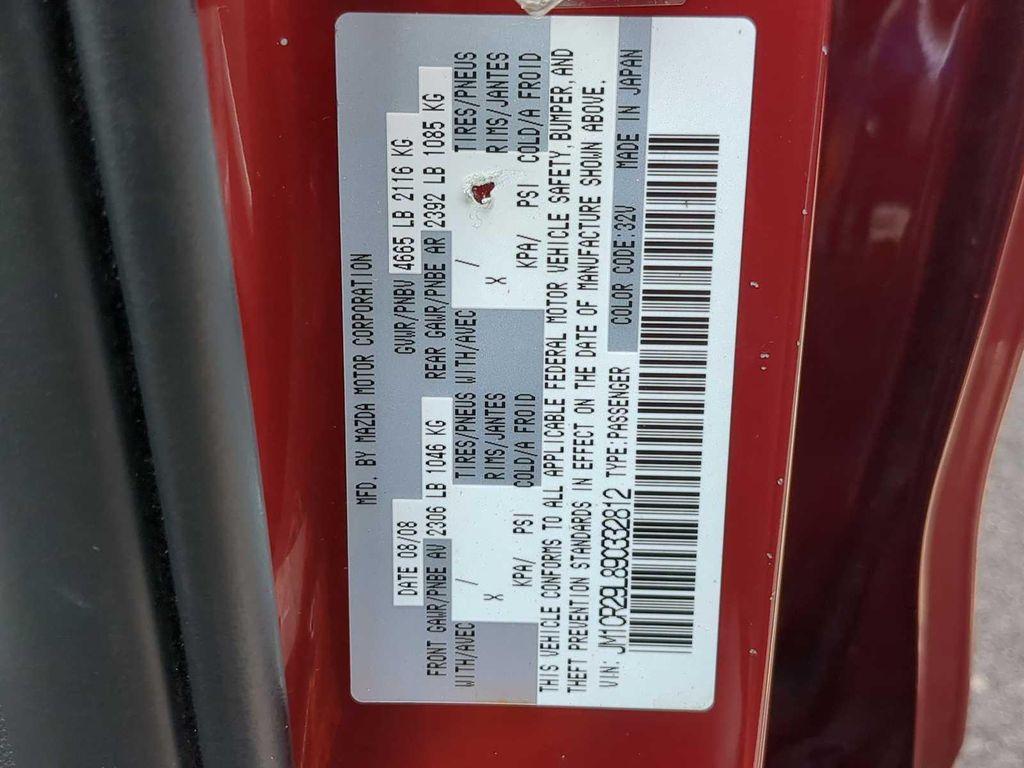 MFD. BY MAZDA MOTOR CORPORATION
DATE 08/08 GVWR/PNBV 4665 LB 2116 KG
FRONT GAWR/PNBE AV 2306 LB 1046 KG REAR GAWR/PNBE AR 2392 LB 1085 KG
WITH/AVEC / TIRES/PNEUS WITH/AVEC / TIRES/PNEUS
X RIMS/JANTES X RIMS/JANTES
KPA/ PSI COLD/A FROID KPA/ PSI COLD/A FROID
THIS VEHICLE CONFORMS TO ALL APPLICABLE FEDERAL MOTOR VEHICLE SAFETY, BUMPER, AND
THEFT PREVENTION STANDARDS IN EFFECT ON THE DATE OF MANUFACTURE SHOWN ABOVE.
VIN: JM1CR29L890332812 TYPE:PASSENGER COLOR CODE:32V MADE IN JAPAN